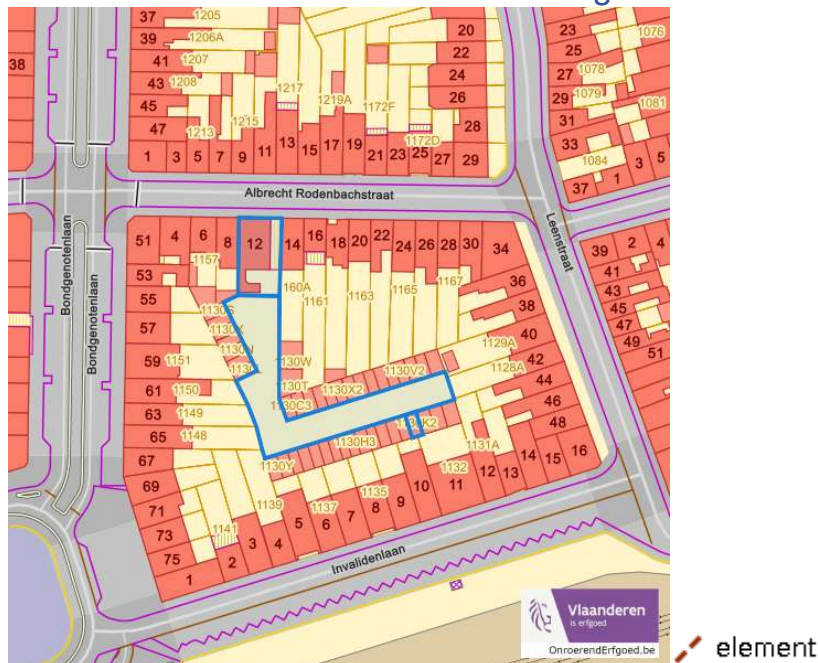 37 1205 20 23 1076
39 1206A 22 25
38 41 1207 1217 24 27 1078
43 1208 1219A 1172F 26 29 1079 1081
45 31
47 1213 1215 13 1172D 28 33
1 3 5 7 9 11 15 17 19 21 23 25 27 29 1084
37 1 3 5
Albrecht Rodenbachstraat
Bondgenotenlaan
Bondgenotenlaan
Leenstraat
51 4 6 8 12 14 16 18 20 22 24 26 28 30 34 39 2 4
1157 41
53 160A 1161 1163 1165 1167 36 43
55 38 45
57 47
1130W 1129A 40 49
59 1151 1130T 1130X2 1130V2 1128A 42 51
61 1150 1130C3 44
63 1149 46
65 1148 1130H3 1131A 48
67 1130Y 1132
69 1139 1137 1135 10 11 12 13 14 15 16
71 5 6 7 8 9
73 1141 3 4
75 2
1
Invalidenlaan
Vlaanderen
is erfgoed
OnroerendErfgoed.be
element